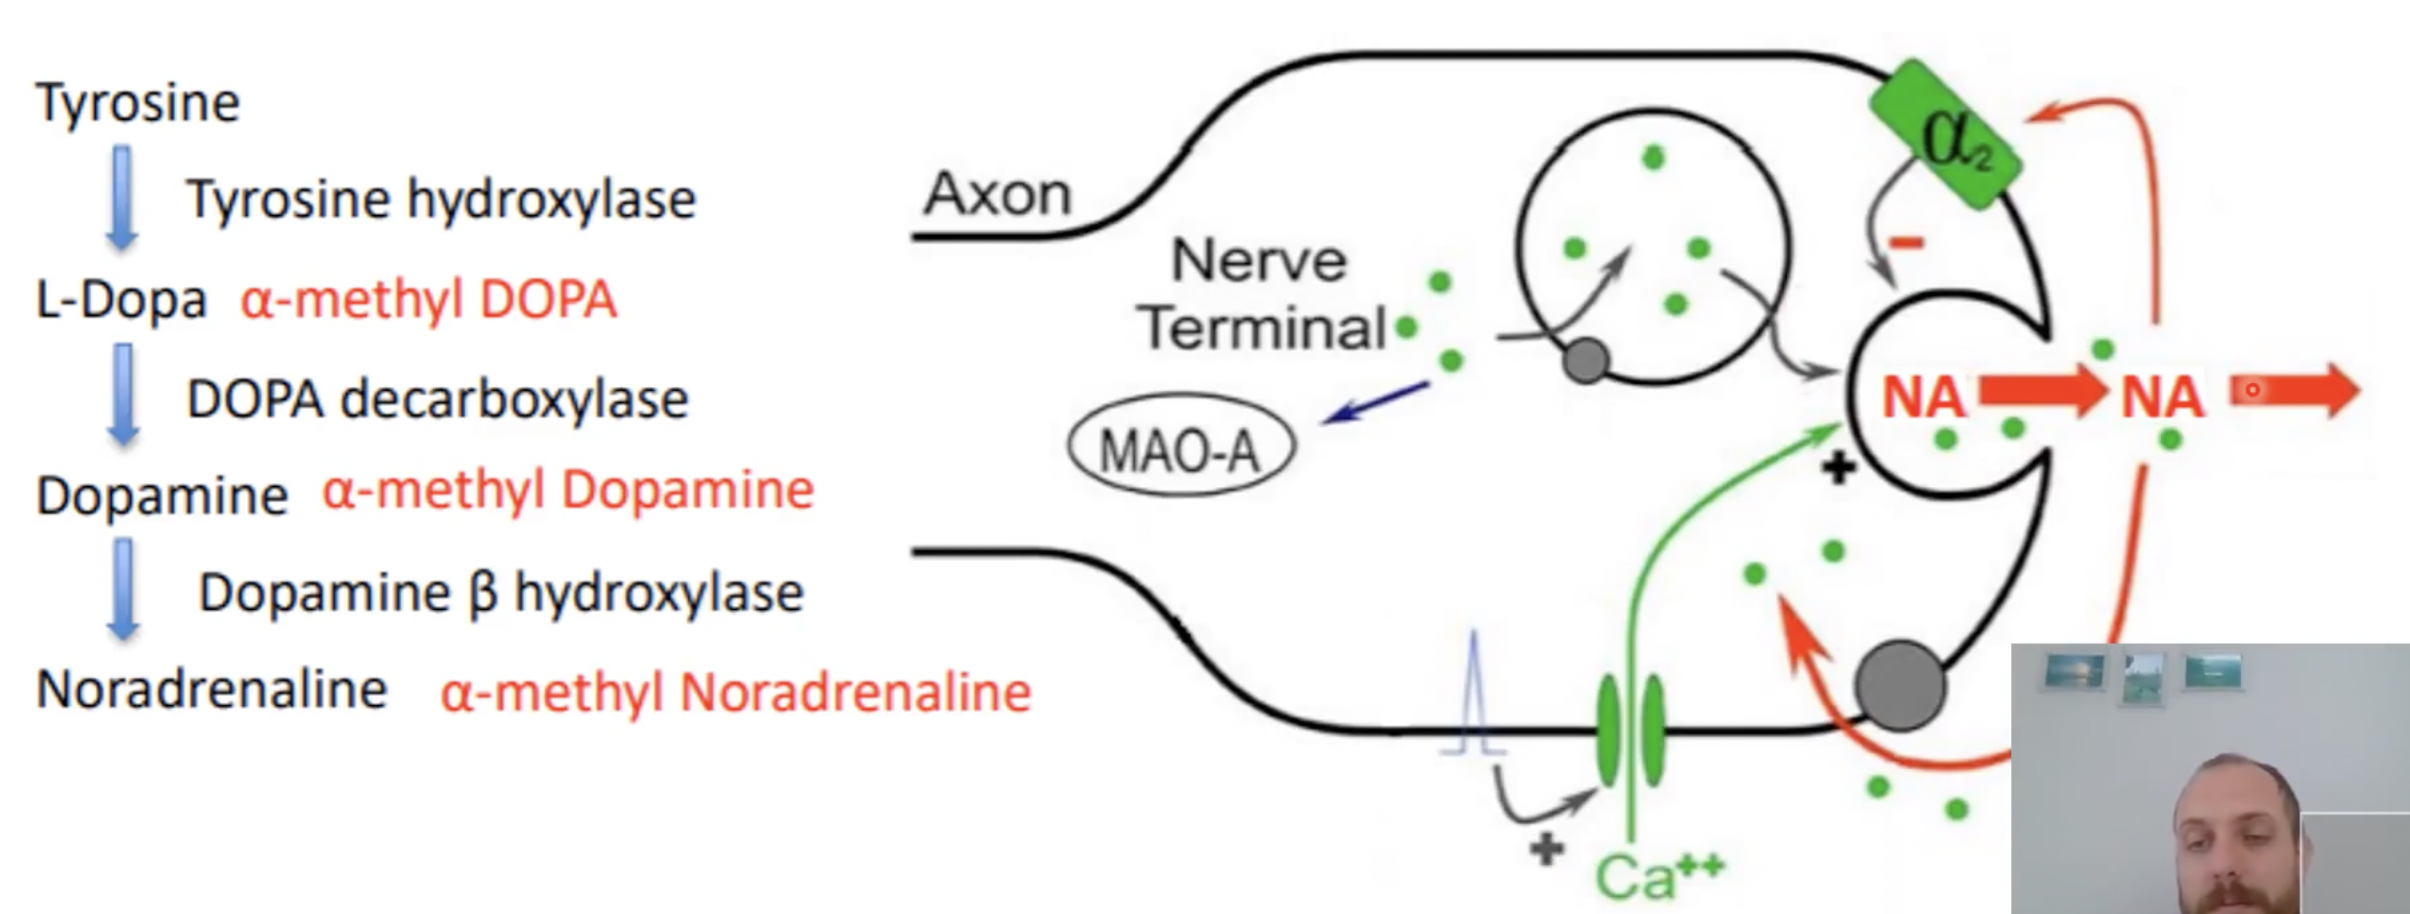 Tyrosine
Tyrosine hydroxylase
L-Dopa α-methyl DOPA
DOPA decarboxylase
Dopamine α-methyl Dopamine
Dopamine β hydroxylase
Noradrenaline α-methyl Noradrenaline
Axon
Nerve
Terminal
MAO-A
α₂
−
NA
NA
+
+
Ca⁺⁺